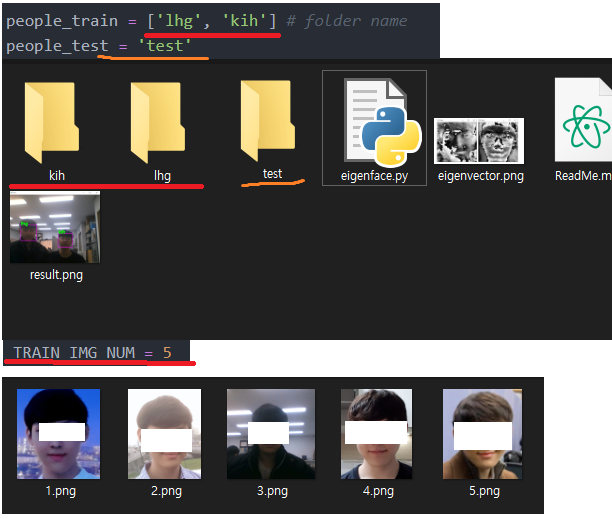 people_train = ['lhg', 'kih'] # folder name
people_test = 'test'
kih
lhg
test
eigenface.py
eigenvector.png
ReadMe.m
result.png
TRAIN_IMG_NUM = 5
1.png
2.png
3.png
4.png
5.png